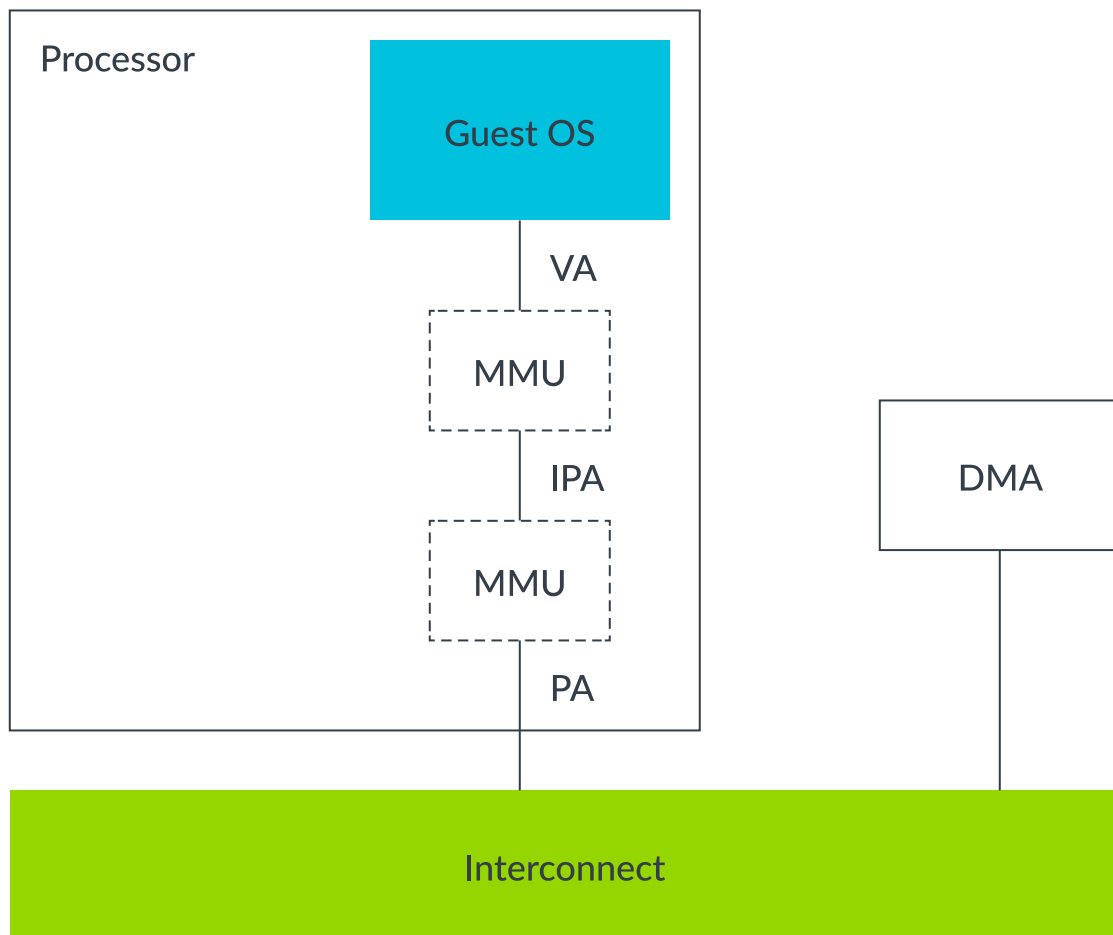 Processor
Guest OS
VA
MMU
IPA
DMA
MMU
PA
Interconnect